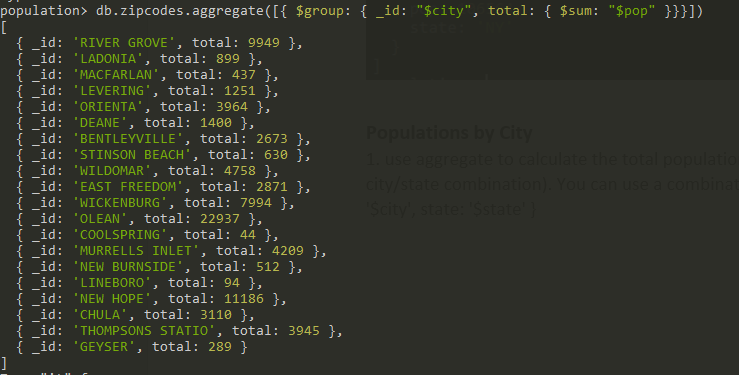 population> db.zipcodes.aggregate([{ $group: { _id: "$city", total: { $sum: "$pop" }}}])
[
  { _id: 'RIVER GROVE', total: 9949 },
  { _id: 'LADONIA', total: 899 },
  { _id: 'MACFARLAN', total: 437 },
  { _id: 'LEVERING', total: 1251 },
  { _id: 'ORIENTA', total: 3964 },
  { _id: 'DEANE', total: 1400 },
  { _id: 'BENTLEYVILLE', total: 2673 },
  { _id: 'STINSON BEACH', total: 630 },
  { _id: 'WILDOMAR', total: 4758 },
  { _id: 'EAST FREEDOM', total: 2871 },
  { _id: 'WICKENBURG', total: 7994 },
  { _id: 'OLEAN', total: 22937 },
  { _id: 'COOLSPRING', total: 44 },
  { _id: 'MURRELLS INLET', total: 4209 },
  { _id: 'NEW BURNSIDE', total: 512 },
  { _id: 'LINEBORO', total: 94 },
  { _id: 'NEW HOPE', total: 11186 },
  { _id: 'CHULA', total: 3110 },
  { _id: 'THOMPSONS STATIO', total: 3945 },
  { _id: 'GEYSER', total: 289 }
]
Populations by City
1. use aggregate to calculate the total populatio
city/state combination). You can use a combinat
'$city', state: '$state' }